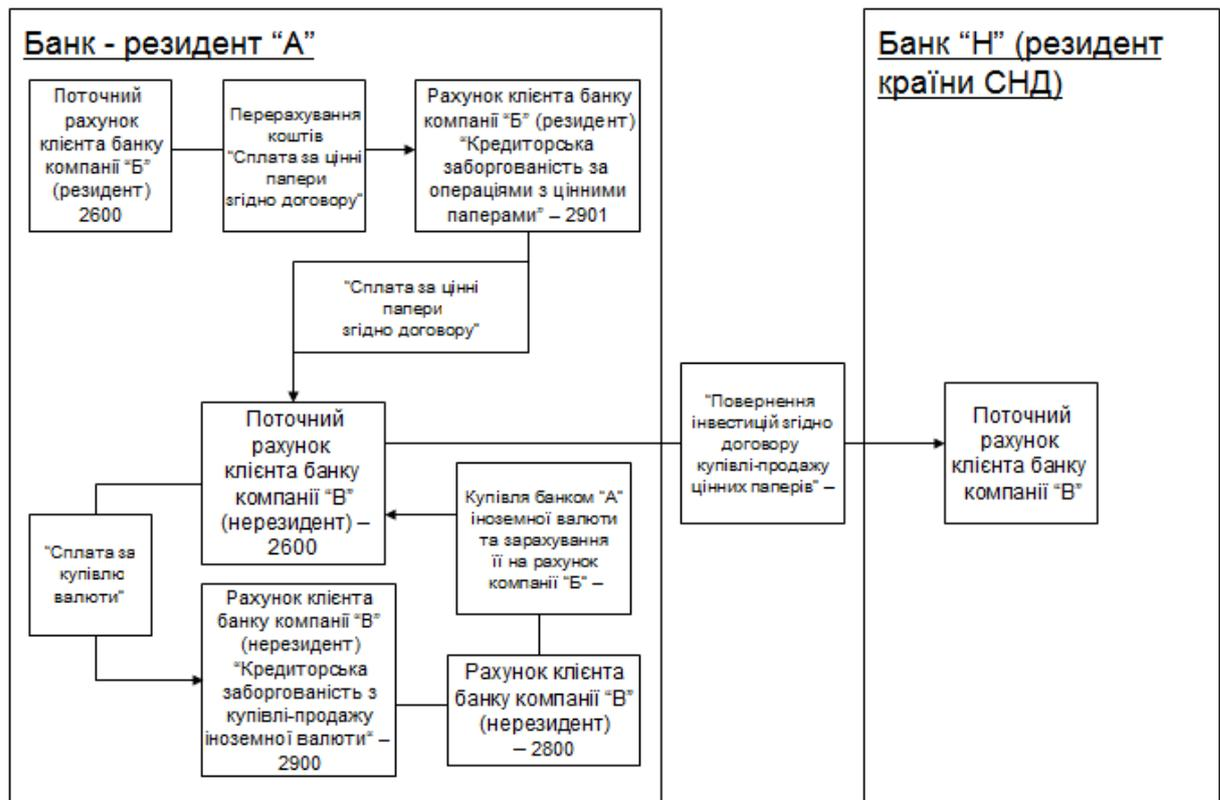 Банк - резидент “А”
Банк “Н” (резидент
країни СНД)
Поточний
рахунок
клієнта банку
компанії “Б”
(резидент)
2600
Перерахування
коштів
“Сплата за цінні
папери
згідно договору”
Рахунок клієнта банку
компанії “Б” (резидент)
“Кредиторська
заборгованість за
операціями з цінними
паперами” – 2901
“Сплата за цінні
папери
згідно договору”
Поточний
рахунок
клієнта банку
компанії “В”
(нерезидент) –
2600
“Повернення
інвестицій згідно
договору
купівлі-продажу
цінних паперів” –
Поточний
рахунок
клієнта банку
компанії “В”
Купівля банком “А”
іноземної валюти
та зарахування
її на рахунок
компанії “Б” –
“Сплата за
купівлю
валюти”
Рахунок клієнта
банку компанії “В”
(нерезидент)
“Кредиторська
заборгованість з
купівлі-продажу
іноземної валюти“ –
2900
Рахунок клієнта
банку компанії “В”
(нерезидент)
– 2800